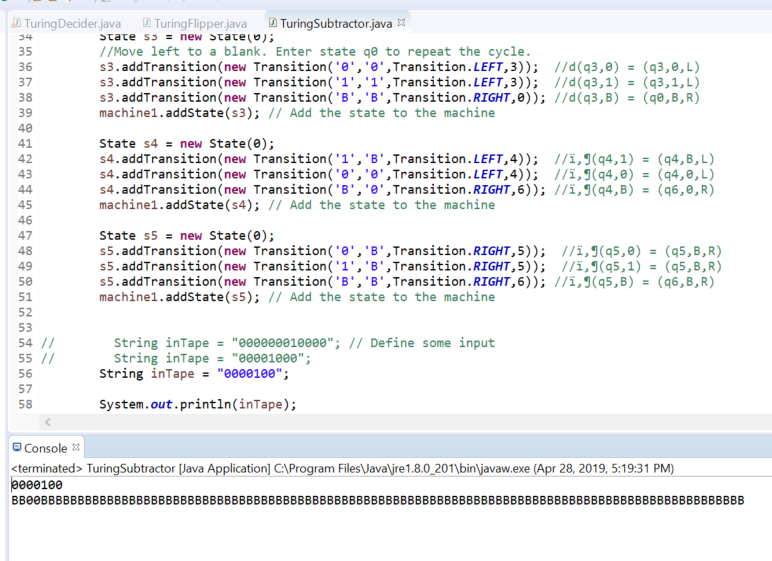 TuringDecider.java TuringFlipper.java TuringSubtractor.java
34 State s3 = new State(0);
35 //Move left to a blank. Enter state q0 to repeat the cycle.
36 s3.addTransition(new Transition('0','0',Transition.LEFT,3)); //d(q3,0) = (q3,0,L)
37 s3.addTransition(new Transition('1','1',Transition.LEFT,3)); //d(q3,1) = (q3,1,L)
38 s3.addTransition(new Transition('B','B',Transition.RIGHT,0)); //d(q3,B) = (q0,B,R)
39 machine1.addState(s3); // Add the state to the machine
40
41 State s4 = new State(0);
42 s4.addTransition(new Transition('1','B',Transition.LEFT,4)); //ï‚¶(q4,1) = (q4,B,L)
43 s4.addTransition(new Transition('0','0',Transition.LEFT,4)); //ï‚¶(q4,0) = (q4,0,L)
44 s4.addTransition(new Transition('B','0',Transition.RIGHT,6)); //ï‚¶(q4,B) = (q6,0,R)
45 machine1.addState(s4); // Add the state to the machine
46
47 State s5 = new State(0);
48 s5.addTransition(new Transition('0','B',Transition.RIGHT,5)); //ï‚¶(q5,0) = (q5,B,R)
49 s5.addTransition(new Transition('1','B',Transition.RIGHT,5)); //ï‚¶(q5,1) = (q5,B,R)
50 s5.addTransition(new Transition('B','B',Transition.RIGHT,6)); //ï‚¶(q5,B) = (q6,B,R)
51 machine1.addState(s5); // Add the state to the machine
52
53
54 // String inTape = "000000010000"; // Define some input
55 // String inTape = "00001000";
56 String inTape = "0000100";
57
58 System.out.println(inTape);
Console
<terminated> TuringSubtractor [Java Application] C:\Program Files\Java\jre1.8.0_201\bin\javaw.exe (Apr 28, 2019, 5:19:31 PM)
0000100
BB00BBBBBBBBBBBBBBBBBBBBBBBBBBBBBBBBBBBBBBBBBBBBBBBBBBBBBBBBBBBBBBBBBBBBBBBBBBBBBBBBBBBBBBBBBBBBBBBB